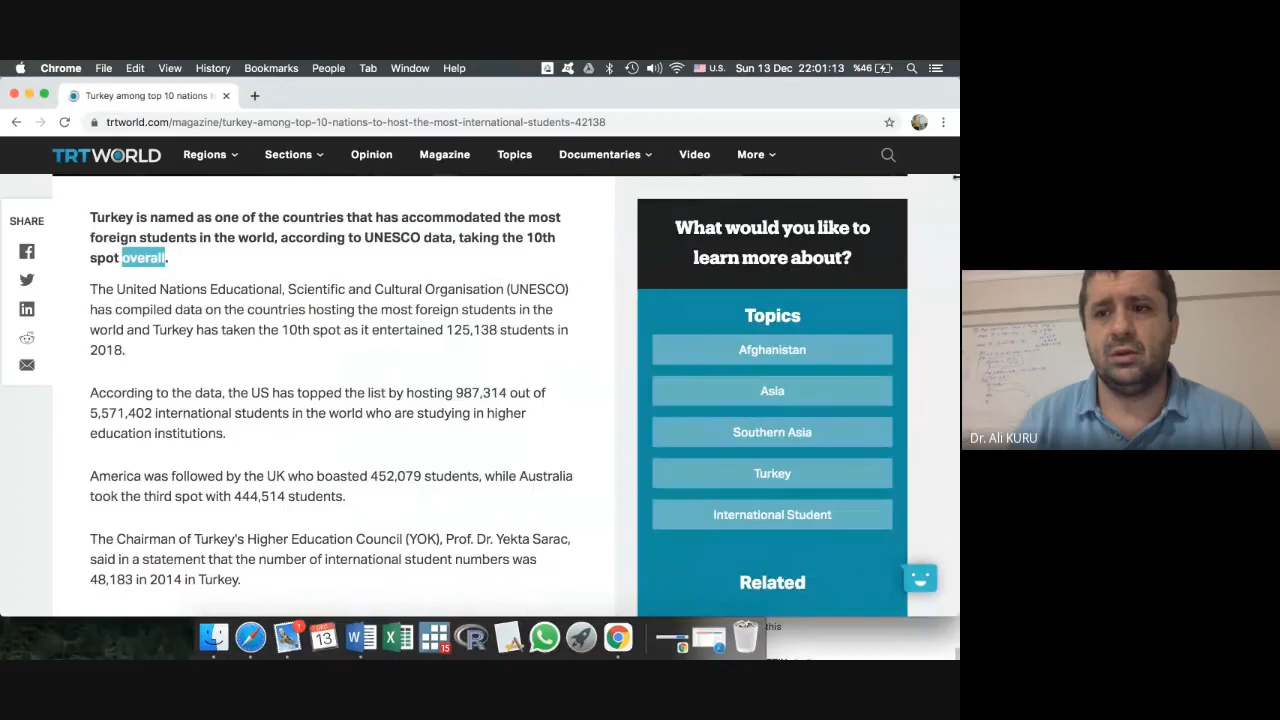 Chrome File Edit View History Bookmarks People Tab Window Help U.S. Sun 13 Dec 22:01:13 %46
Turkey among top 10 nations to
trtworld.com/magazine/turkey-among-top-10-nations-to-host-the-most-international-students-42138
TRTWORLD Regions Sections Opinion Magazine Topics Documentaries Video More
SHARE
Turkey is named as one of the countries that has accommodated the most
foreign students in the world, according to UNESCO data, taking the 10th
spot overall.
The United Nations Educational, Scientific and Cultural Organisation (UNESCO)
has compiled data on the countries hosting the most foreign students in the
world and Turkey has taken the 10th spot as it entertained 125,138 students in
2018.
According to the data, the US has topped the list by hosting 987,314 out of
5,571,402 international students in the world who are studying in higher
education institutions.
America was followed by the UK who boasted 452,079 students, while Australia
took the third spot with 444,514 students.
The Chairman of Turkey's Higher Education Council (YOK), Prof. Dr. Yekta Sarac,
said in a statement that the number of international student numbers was
48,183 in 2014 in Turkey.
What would you like to
learn more about?
Topics
Afghanistan
Asia
Southern Asia
Turkey
International Student
Related
Dr. Ali KURU
DEC
13
W
X
15
R
1
this